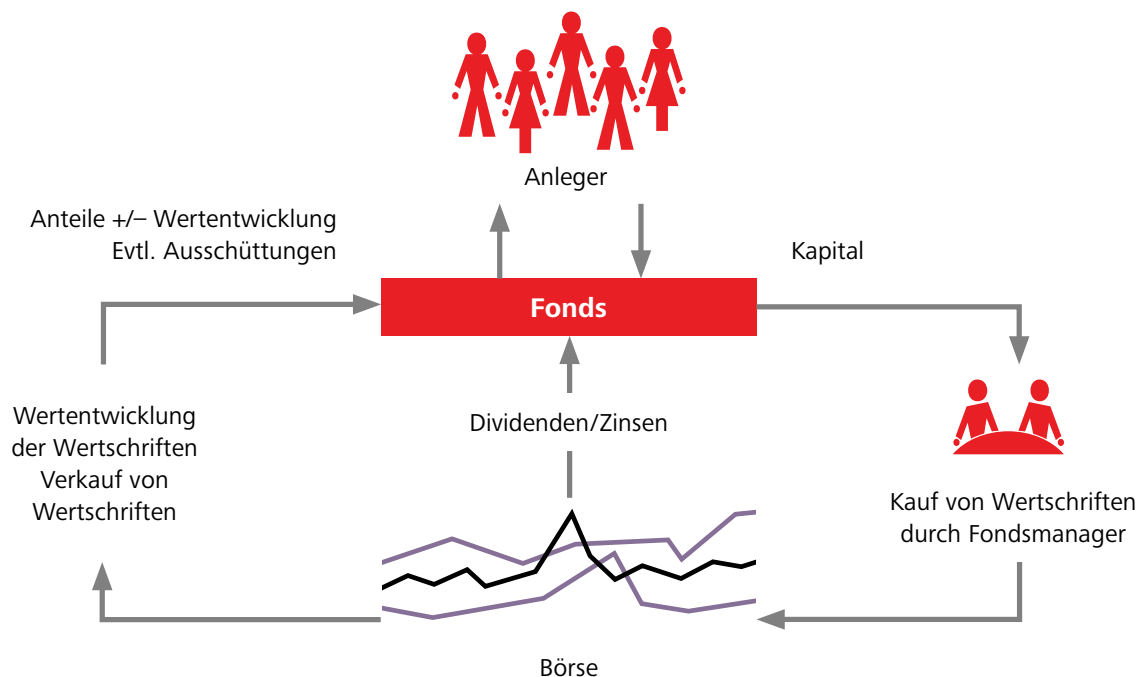 Anleger
Anteile +/– Wertentwicklung
Evtl. Ausschüttungen
Kapital
Fonds
Wertentwicklung
der Wertschriften
Verkauf von
Wertschriften
Dividenden/Zinsen
Kauf von Wertschriften
durch Fondsmanager
Börse